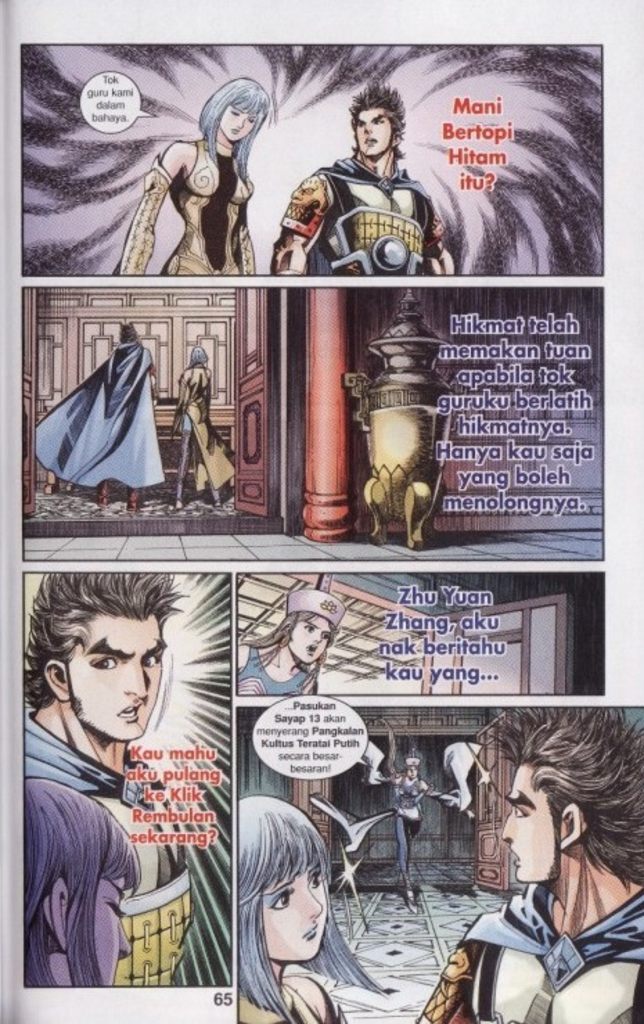 Tok
guru kami
dalam
bahaya.
Mani
Bertopi
Hitam
itu?
Hikmat telah
memakan tuan
apabila tok
guruku berlatih
hikmatnya.
Hanya kau saja
yang boleh
menolongnya.
Kau mahu
aku pulang
ke Klik
Rembulan
sekarang?
Zhu Yuan
Zhang, aku
nak beritahu
kau yang...
...Pasukan
Sayap 13 akan
menyerang Pangkalan
Kultus Teratai Putih
secara besar-
besaran!
65